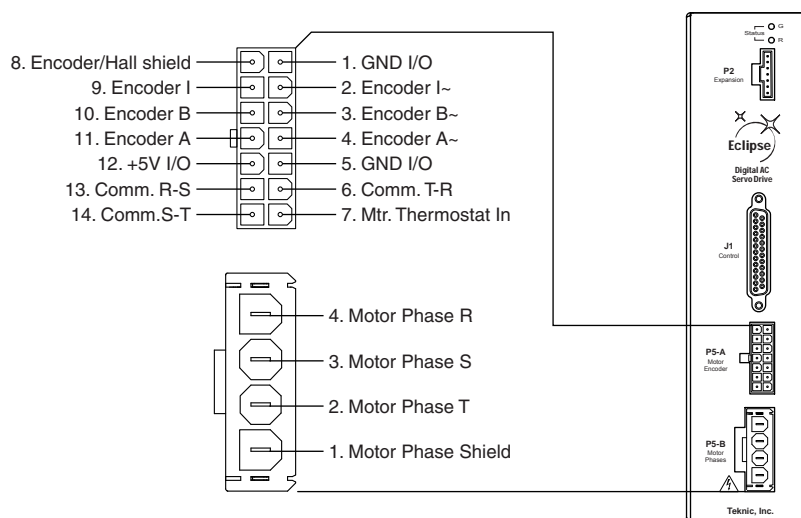 8. Encoder/Hall shield
9. Encoder I
10. Encoder B
11. Encoder A
12. +5V I/O
13. Comm. R-S
14. Comm.S-T
1. GND I/O
2. Encoder I~
3. Encoder B~
4. Encoder A~
5. GND I/O
6. Comm. T-R
7. Mtr. Thermostat In
4. Motor Phase R
3. Motor Phase S
2. Motor Phase T
1. Motor Phase Shield
Status
G
R
P2
Expansion
Eclipse
Digital AC
Servo Drive
J1
Control
P5-A
Motor
Encoder
P5-B
Motor
Phases
Teknic, Inc.